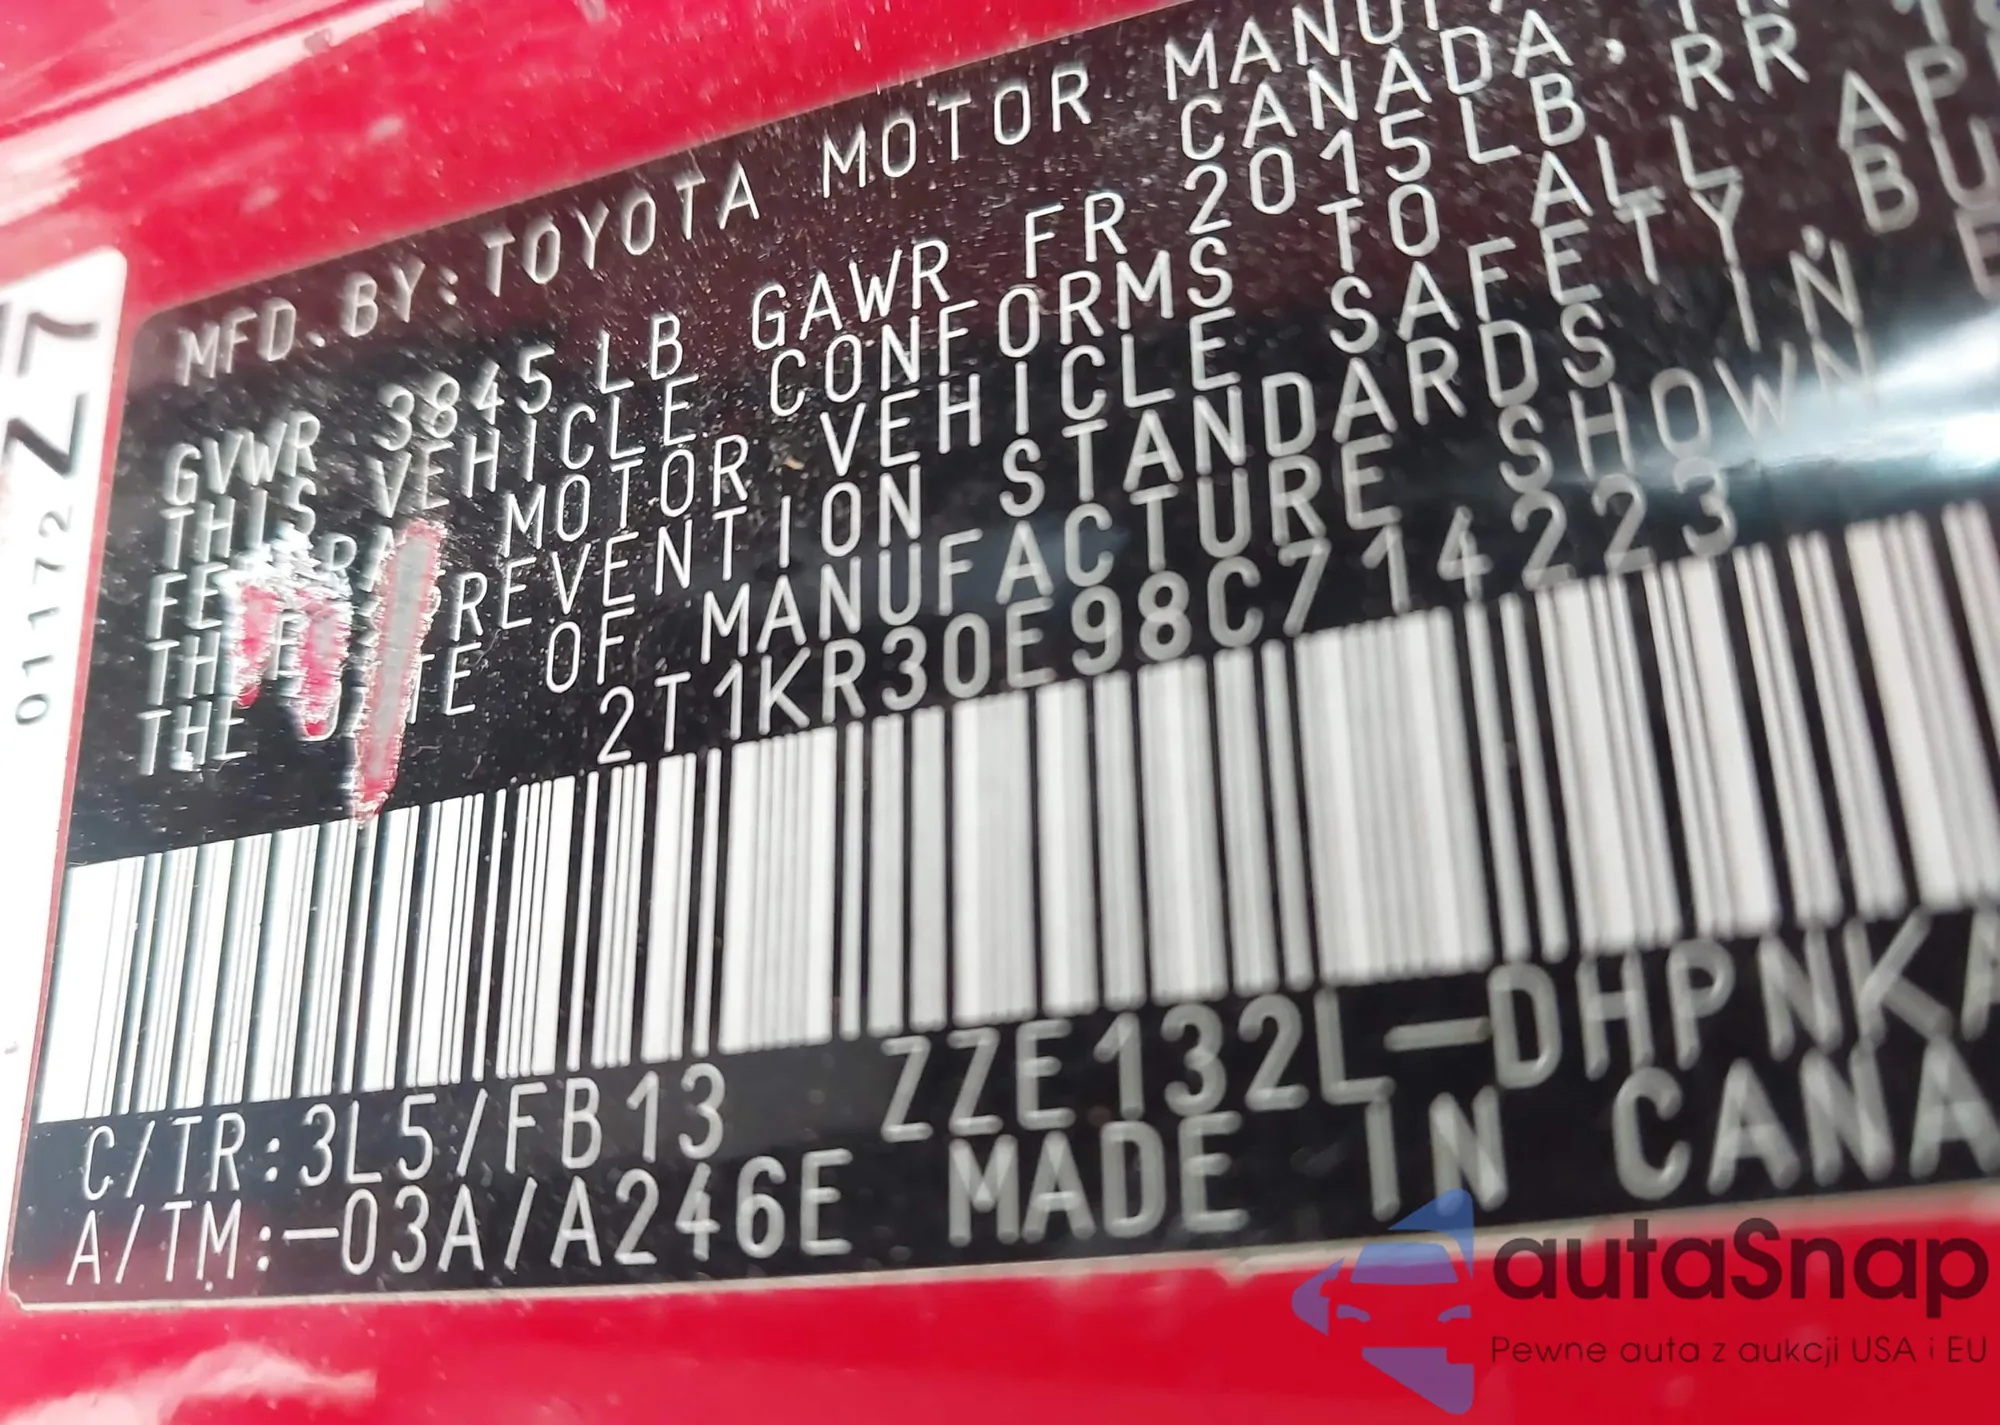 MFD.BY:TOYOTA MOTOR
CANADA,
GVWR 3845 LB GAWR FR 2015LB RR
THIS VEHICLE CONFORMS TO ALL
MOTOR VEHICLE SAFETY,
PREVENTION STANDARDS IN
THE OF MANUFACTURE SHOWN
2T1KR30E98C714223
C/TR:3L5/FB13 ZZE132L-DHPNKA
A/TM:-03A/A246E MADE IN
01172
autaSnap
Pewne auta z aukcji USA i EU